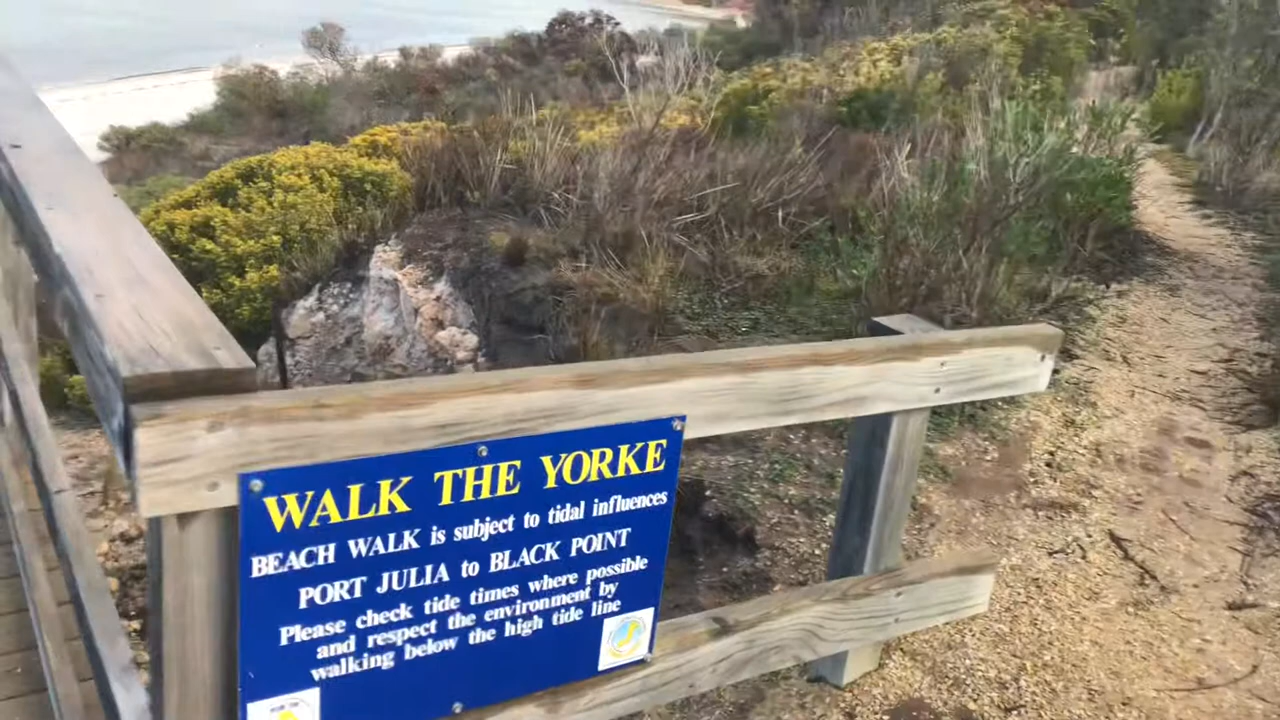 WALK THE YORKE
BEACH WALK is subject to tidal influences
PORT JULIA to BLACK POINT
Please check tide times where possible
and respect the environment by
walking below the high tide line